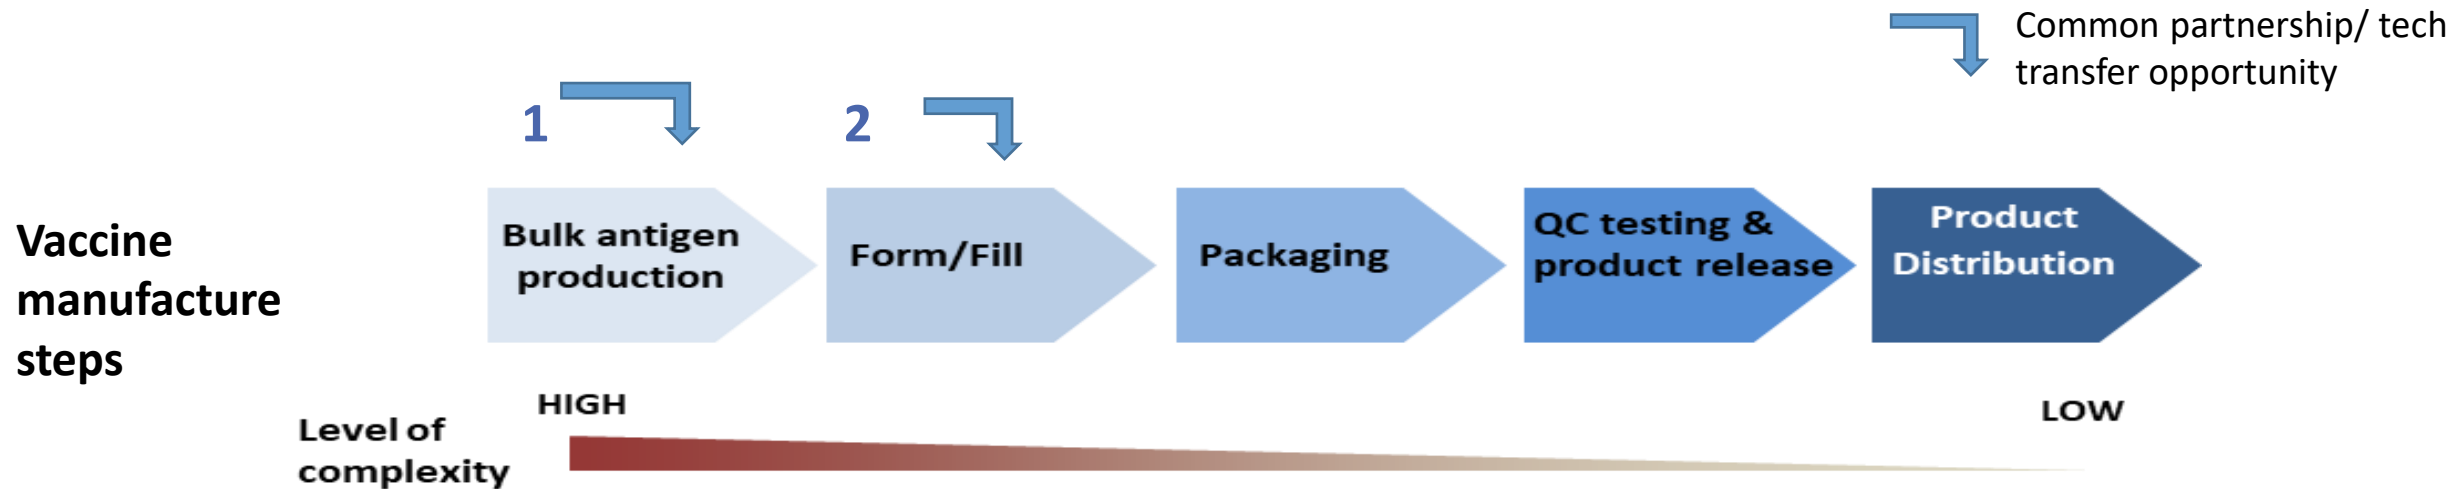 Common partnership/ tech
transfer opportunity
1
2
Vaccine
manufacture
steps
Bulk antigen
production
Form/Fill
Packaging
QC testing &
product release
Product
Distribution
Level of
complexity
HIGH
LOW